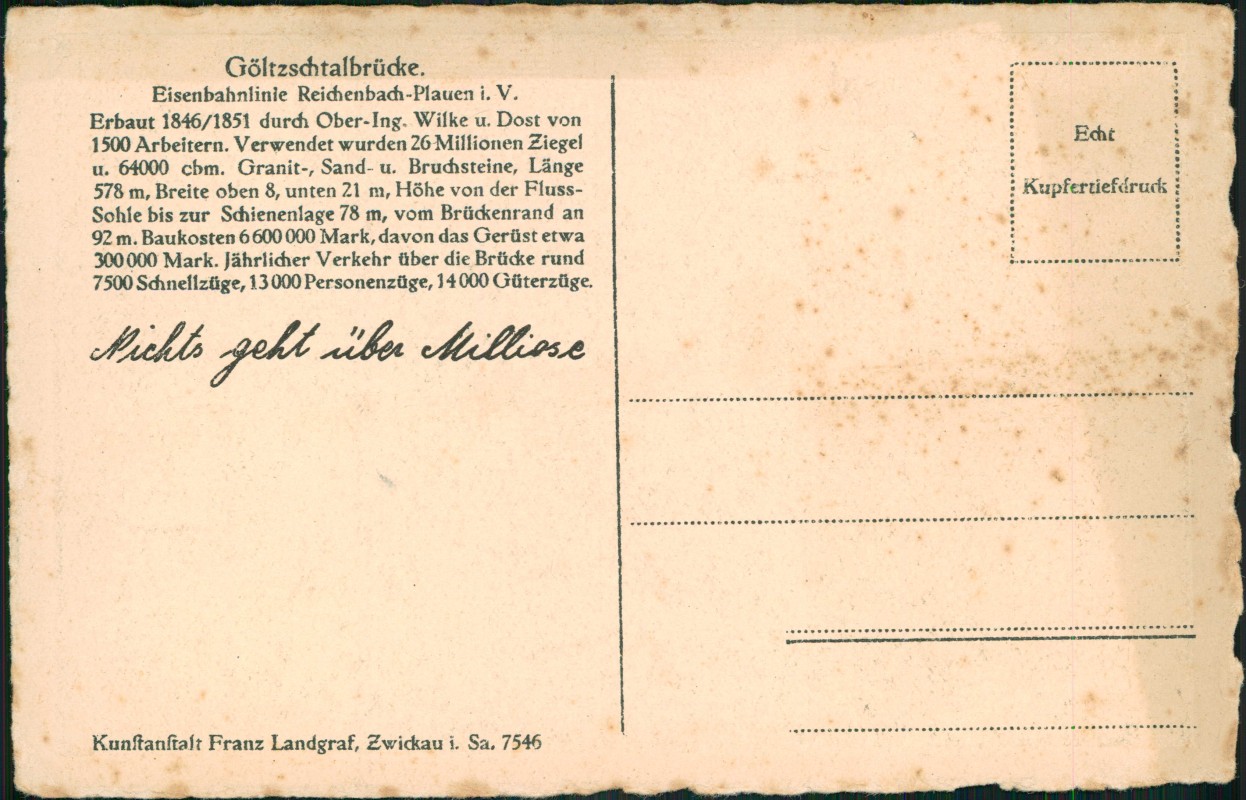 Göltzschtalbrücke.
Eisenbahnlinie Reichenbach-Plauen i. V.
Erbaut 1846/1851 durch Ober-Ing. Wilke u. Dost von
1500 Arbeitern. Verwendet wurden 26 Millionen Ziegel
u. 64000 cbm. Granit-, Sand- u. Bruchsteine, Länge
578 m, Breite oben 8, unten 21 m, Höhe von der Fluss-
Sohle bis zur Schienenlage 78 m, vom Brückenrand an
92 m. Baukosten 6 600 000 Mark, davon das Gerüst etwa
300 000 Mark. Jährlicher Verkehr über die Brücke rund
7500 Schnellzüge, 13 000 Personenzüge, 14 000 Güterzüge.
Nichts geht über Milliose
Kunſtanſtalt Franz Landgraf, Zwickau i. Sa. 7546
Echt
Kupfertiefdruck